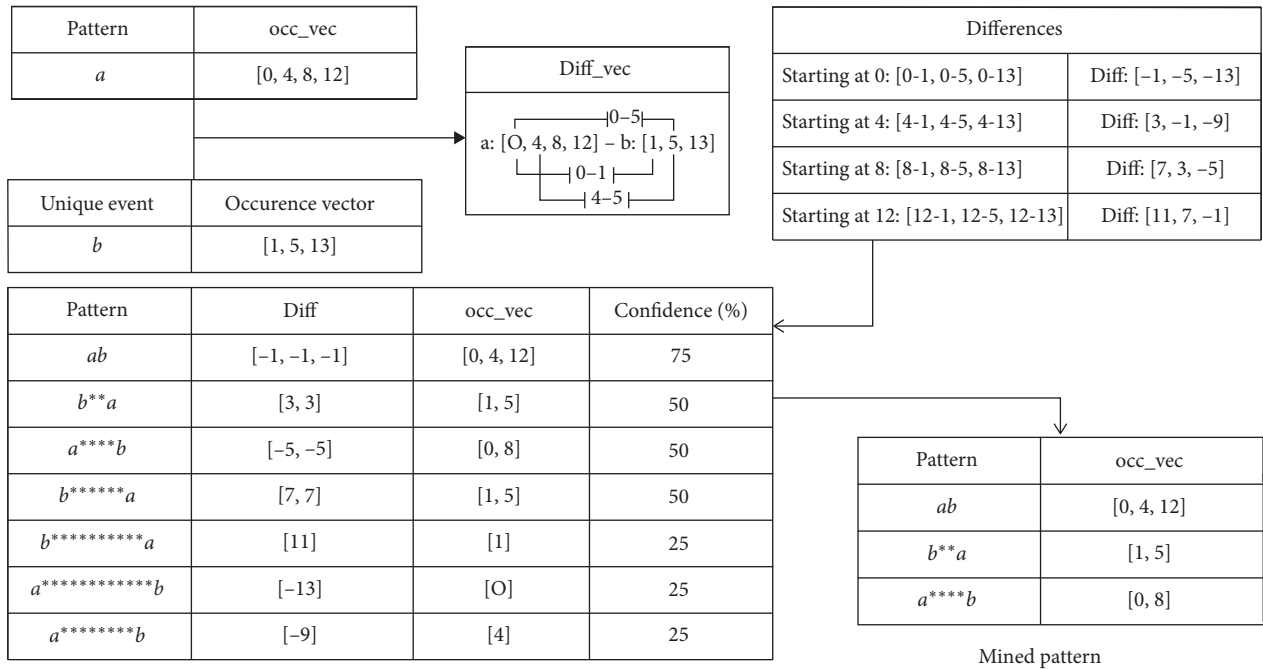 Pattern occ_vec
a [0, 4, 8, 12]
Unique event Occurence vector
b [1, 5, 13]
Diff_vec
0–5
a: [O, 4, 8, 12] – b: [1, 5, 13]
0–1
4–5
Differences
Starting at 0: [0-1, 0-5, 0-13] Diff: [–1, –5, –13]
Starting at 4: [4-1, 4-5, 4-13] Diff: [3, –1, –9]
Starting at 8: [8-1, 8-5, 8-13] Diff: [7, 3, –5]
Starting at 12: [12-1, 12-5, 12-13] Diff: [11, 7, –1]
Pattern Diff occ_vec Confidence (%)
ab [–1, –1, –1] [0, 4, 12] 75
b**a [3, 3] [1, 5] 50
a****b [–5, –5] [0, 8] 50
b******a [7, 7] [1, 5] 50
b**********a [11] [1] 25
a************b [–13] [O] 25
a********b [–9] [4] 25
Pattern occ_vec
ab [0, 4, 12]
b**a [1, 5]
a****b [0, 8]
Mined pattern